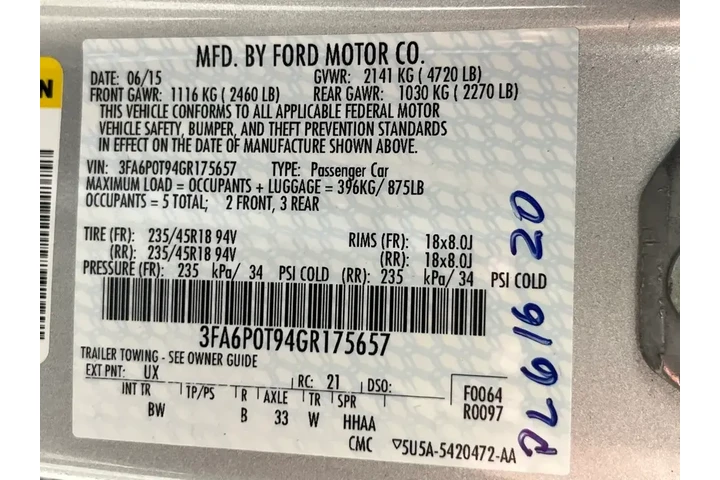 MFD. BY FORD MOTOR CO.
DATE: 06/15 GVWR: 2141 KG ( 4720 LB)
FRONT GAWR: 1116 KG ( 2460 LB) REAR GAWR: 1030 KG ( 2270 LB)
THIS VEHICLE CONFORMS TO ALL APPLICABLE FEDERAL MOTOR
VEHICLE SAFETY, BUMPER, AND THEFT PREVENTION STANDARDS
IN EFFECT ON THE DATE OF MANUFACTURE SHOWN ABOVE.
VIN: 3FA6P0T94GR175657 TYPE: Passenger Car
MAXIMUM LOAD = OCCUPANTS + LUGGAGE = 396KG/ 875LB
OCCUPANTS = 5 TOTAL; 2 FRONT, 3 REAR
TIRE (FR): 235/45R18 94V RIMS (FR): 18x8.0J
(RR): 235/45R18 94V (RR): 18x8.0J
PRESSURE (FR): 235 kPa/ 34 PSI COLD (RR): 235 kPa/ 34 PSI COLD
3FA6P0T94GR175657
TRAILER TOWING - SEE OWNER GUIDE
EXT PNT: UX RC: 21 DSO: F0064
INT TR TP/PS R AXLE TR SPR R0097
BW B 33 W HHAA
CMC 5U5A-5420472-AA
PLG16 20
N